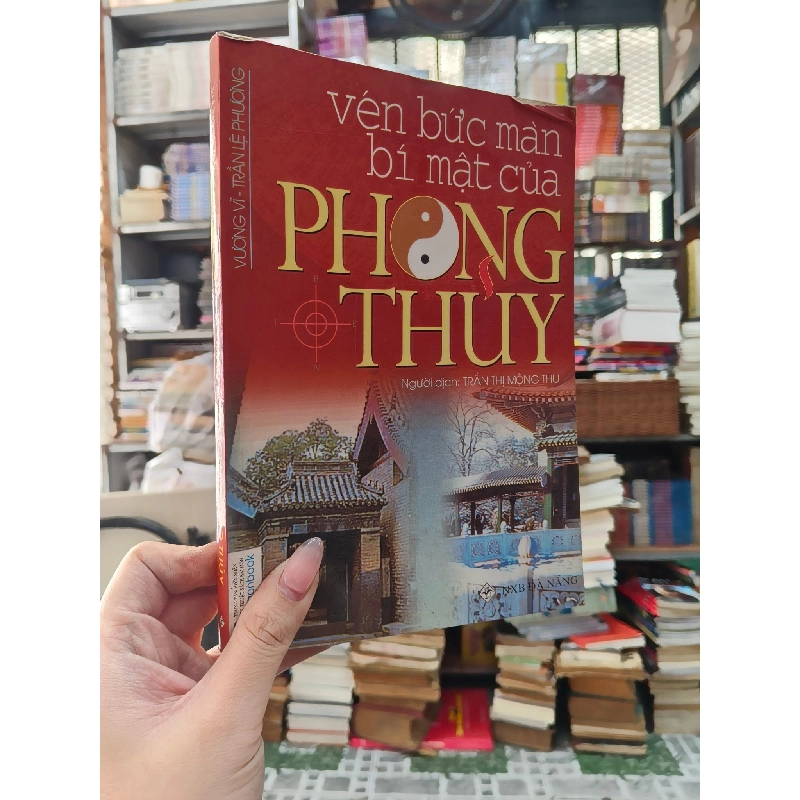 VƯƠNG VĨ - TRẦN LỆ PHƯƠNG
vén bức màn
bí mật của
PHONG
THỦY
Người dịch: TRẦN THỊ MỘNG THU
NXB ĐÀ NẴNG